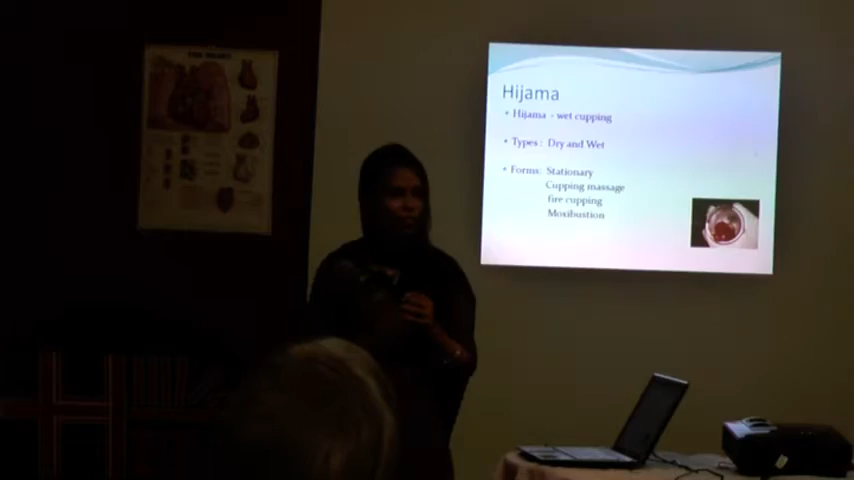 Hijama
• Hijama - wet cupping
• Types : Dry and Wet
• Forms: Stationary
Cupping massage
fire cupping
Moxibustion